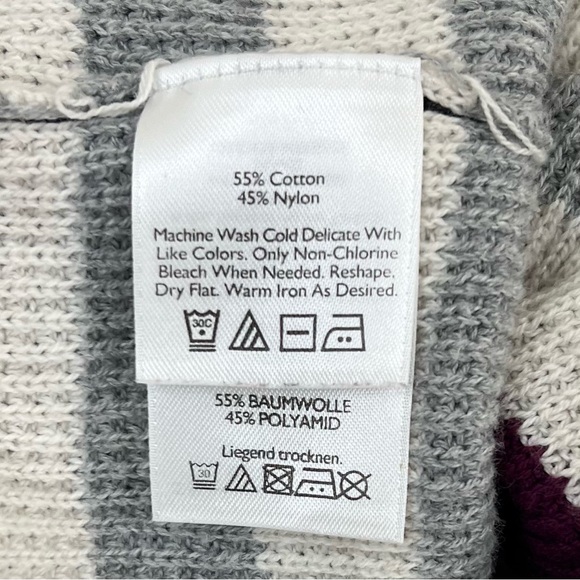 55% Cotton
45% Nylon
Machine Wash Cold Delicate With
Like Colors. Only Non-Chlorine
Bleach When Needed. Reshape,
Dry Flat. Warm Iron As Desired.
30C
55% BAUMWOLLE
45% POLYAMID
Liegend trocknen.
30